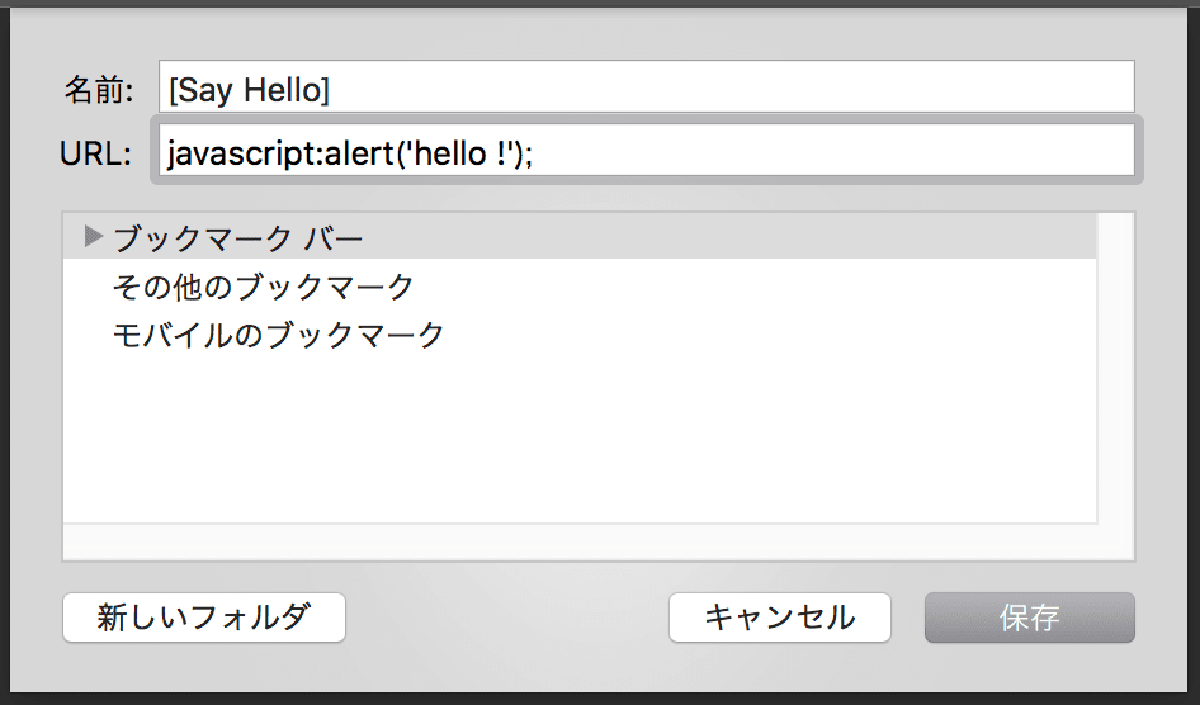 名前: [Say Hello]
URL: javascript:alert('hello !');
ブックマーク バー
その他のブックマーク
モバイルのブックマーク
新しいフォルダ キャンセル 保存